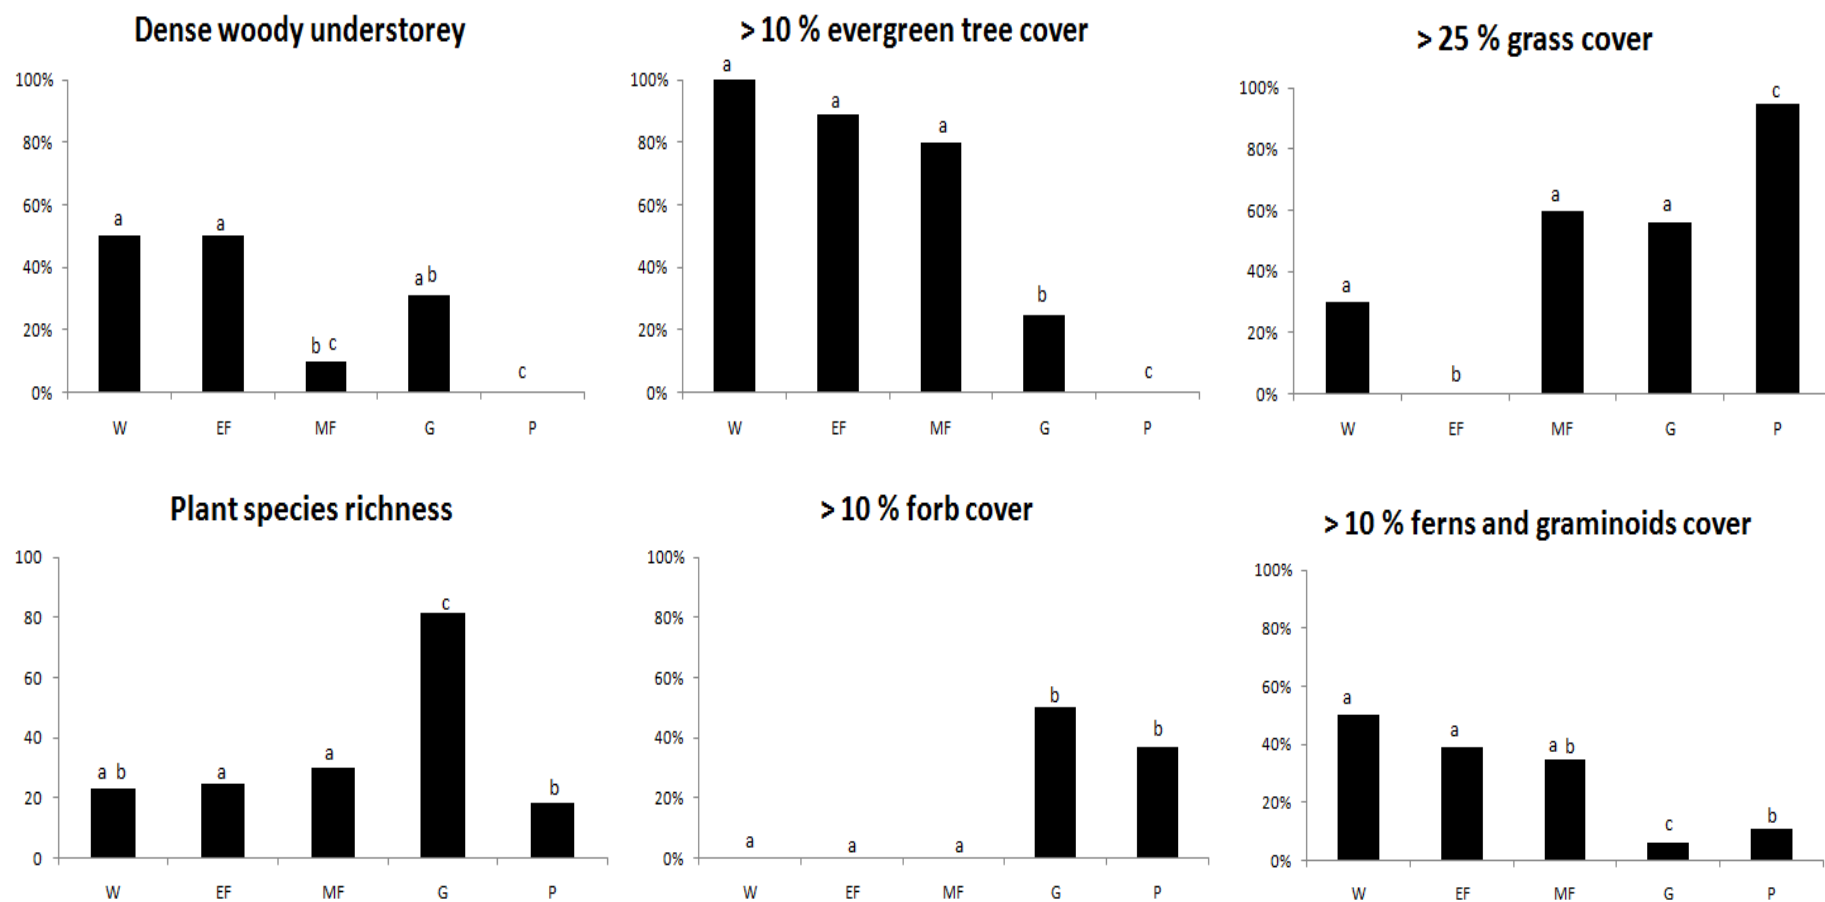 Dense woody understorey
100%
80%
60%
40%
20%
0%
a
a
b c
a b
c
W EF MF G P
> 10 % evergreen tree cover
100%
80%
60%
40%
20%
0%
a
a
a
b
c
W EF MF G P
> 25 % grass cover
100%
80%
60%
40%
20%
0%
a
b
a
a
c
W EF MF G P
Plant species richness
100
80
60
40
20
0
a b
a
a
c
b
W EF MF G P
> 10 % forb cover
100%
80%
60%
40%
20%
0%
a
a
a
b
b
W EF MF G P
> 10 % ferns and graminoids cover
100%
80%
60%
40%
20%
0%
a
a
a b
c
b
W EF MF G P